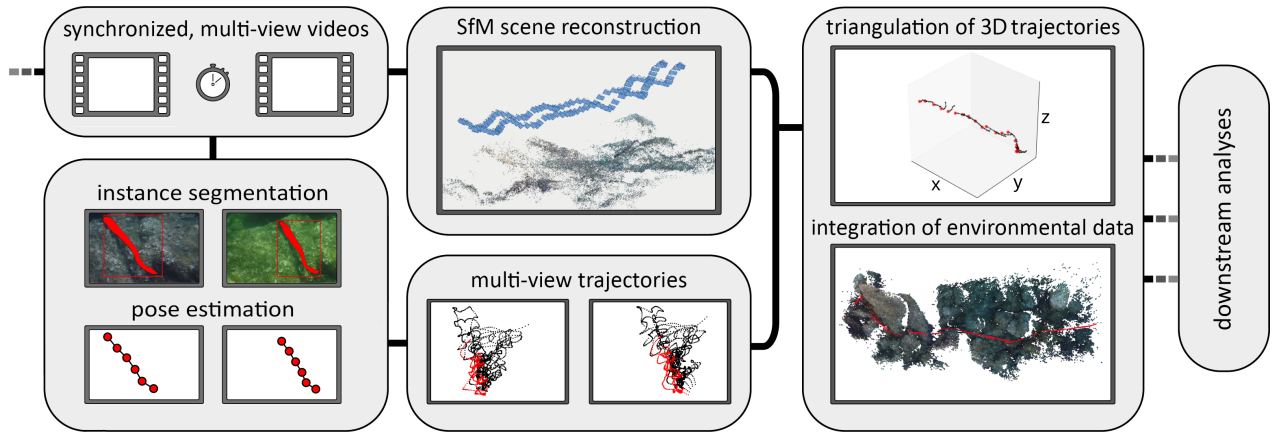 synchronized, multi-view videos
instance segmentation
pose estimation
SfM scene reconstruction
multi-view trajectories
triangulation of 3D trajectories
z
x
y
integration of environmental data
downstream analyses